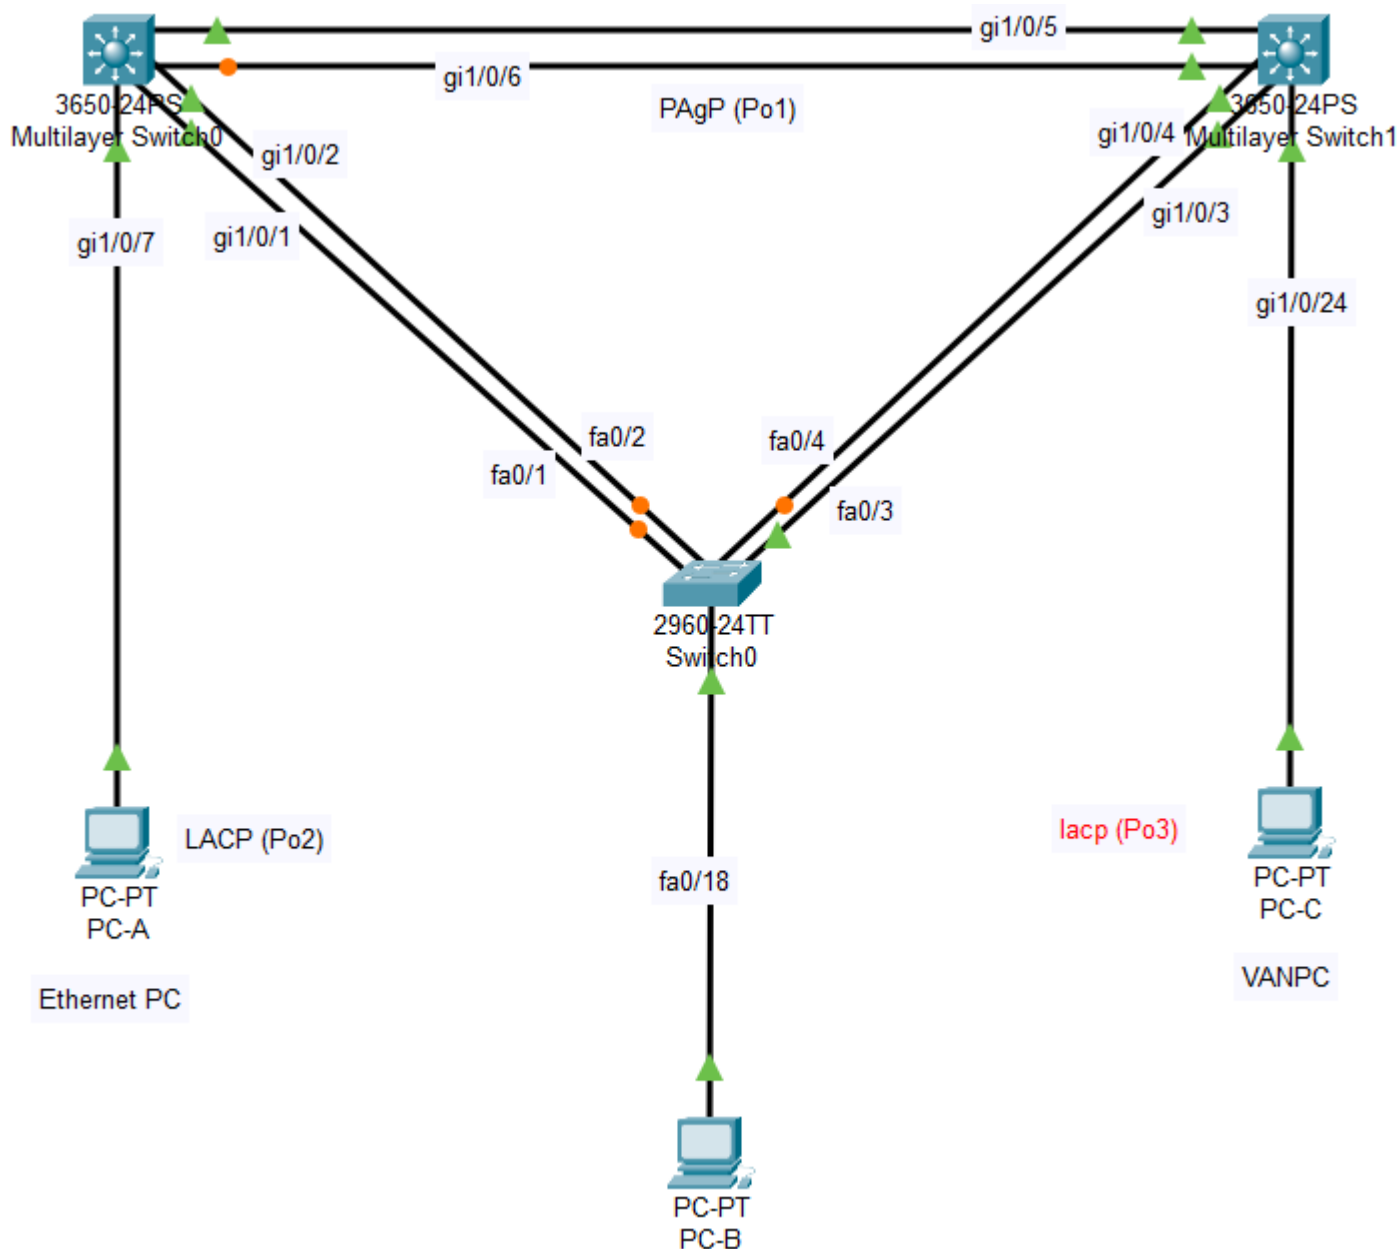 gi1/0/5
gi1/0/6
3650-24PS
Multilayer Switch0
PAgP (Po1)
3650-24PS
Multilayer Switch1
gi1/0/4
gi1/0/2
gi1/0/3
gi1/0/7
gi1/0/1
gi1/0/24
fa0/2
fa0/4
fa0/1
fa0/3
2960-24TT
Switch0
LACP (Po2)
lacp (Po3)
fa0/18
PC-PT
PC-A
PC-PT
PC-C
Ethernet PC
VANPC
PC-PT
PC-B